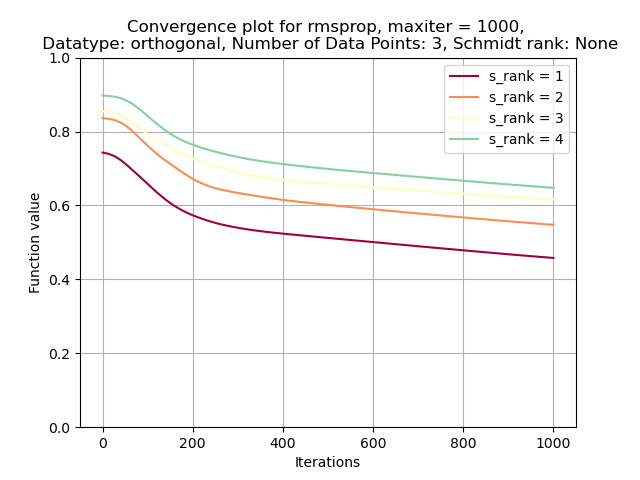 Convergence plot for rmsprop, maxiter = 1000,
Datatype: orthogonal, Number of Data Points: 3, Schmidt rank: None
1.0
0.8
0.6
0.4
0.2
0.0
Function value
s_rank = 1
s_rank = 2
s_rank = 3
s_rank = 4
0 200 400 600 800 1000
Iterations